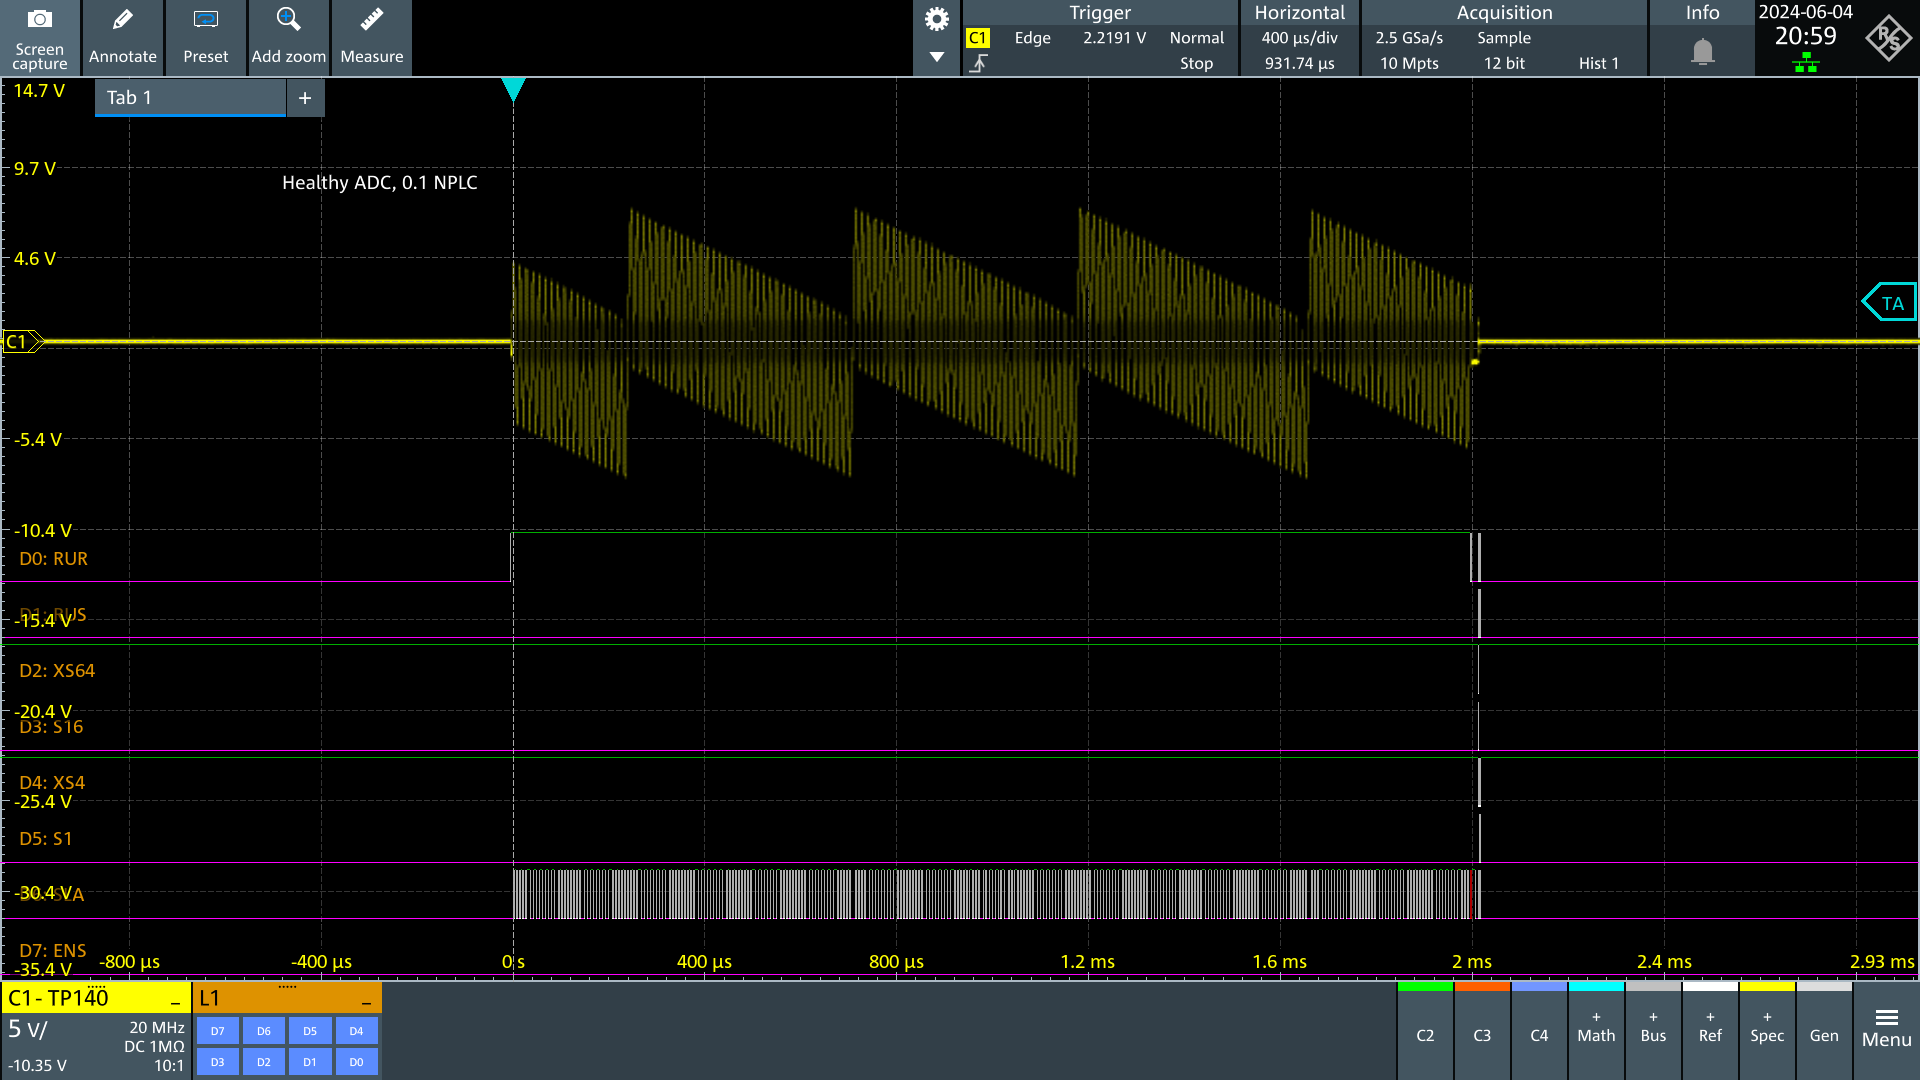 Screen capture
Annotate
Preset
Add zoom
Measure
Trigger
C1 Edge 2.2191 V Normal
Stop
Horizontal
400 µs/div
931.74 µs
Acquisition
2.5 GSa/s Sample
10 Mpts 12 bit Hist 1
Info
2024-06-04
20:59
R&S
14.7 V
Tab 1 +
9.7 V
Healthy ADC, 0.1 NPLC
4.6 V
TA
C1
-5.4 V
-10.4 V
D0: RUR
D1: RUS
-15.4 V
D2: XS64
-20.4 V
D3: S16
D4: XS4
-25.4 V
D5: S1
-30.4 V
D7: ENS
-35.4 V
-800 µs -400 µs 0 s 400 µs 800 µs 1.2 ms 1.6 ms 2 ms 2.4 ms 2.93 ms
C1 - TP140
5 V/ 20 MHz
DC 1MΩ
-10.35 V 10:1
L1
D7 D6 D5 D4
D3 D2 D1 D0
C2
C3
C4
+ Math
+ Bus
+ Ref
+ Spec
Gen
Menu